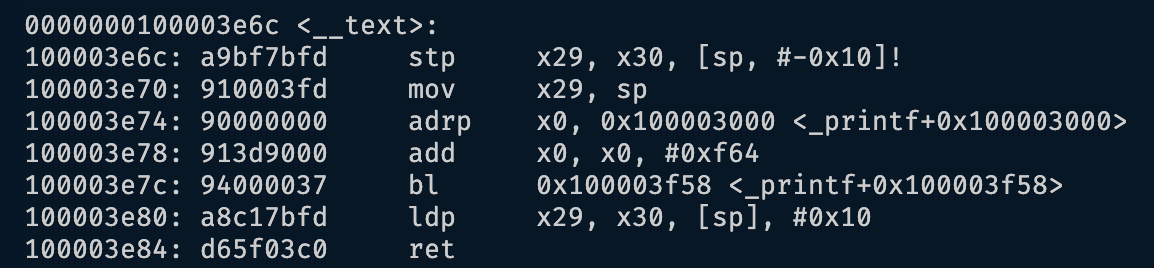 0000000100003e6c <__text>:
100003e6c: a9bf7bfd stp x29, x30, [sp, #-0x10]!
100003e70: 910003fd mov x29, sp
100003e74: 90000000 adrp x0, 0x100003000 <_printf+0x100003000>
100003e78: 913d9000 add x0, x0, #0xf64
100003e7c: 94000037 bl 0x100003f58 <_printf+0x100003f58>
100003e80: a8c17bfd ldp x29, x30, [sp], #0x10
100003e84: d65f03c0 ret